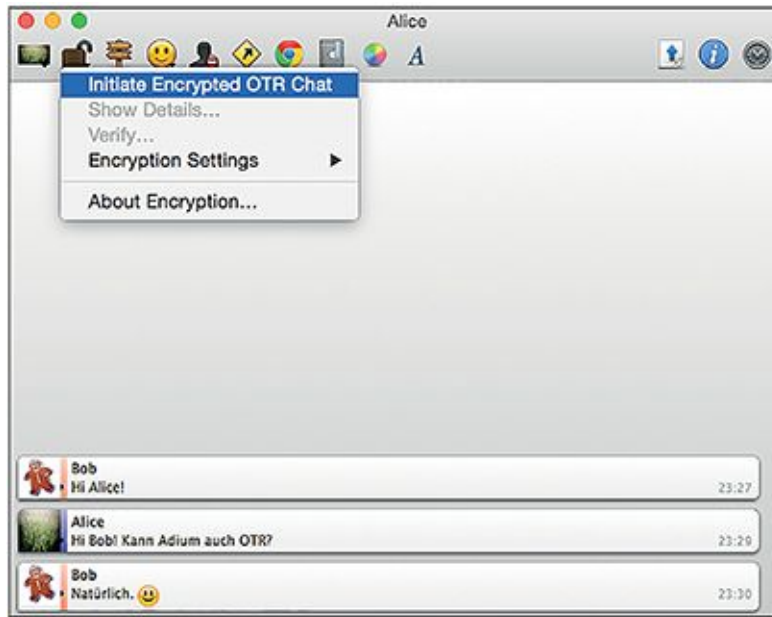 Alice
Initiate Encrypted OTR Chat
Show Details...
Verify...
Encryption Settings
About Encryption...
Bob
Hi Alice!
23:27
Alice
Hi Bob! Kann Adium auch OTR?
23:29
Bob
Natürlich.
23:30